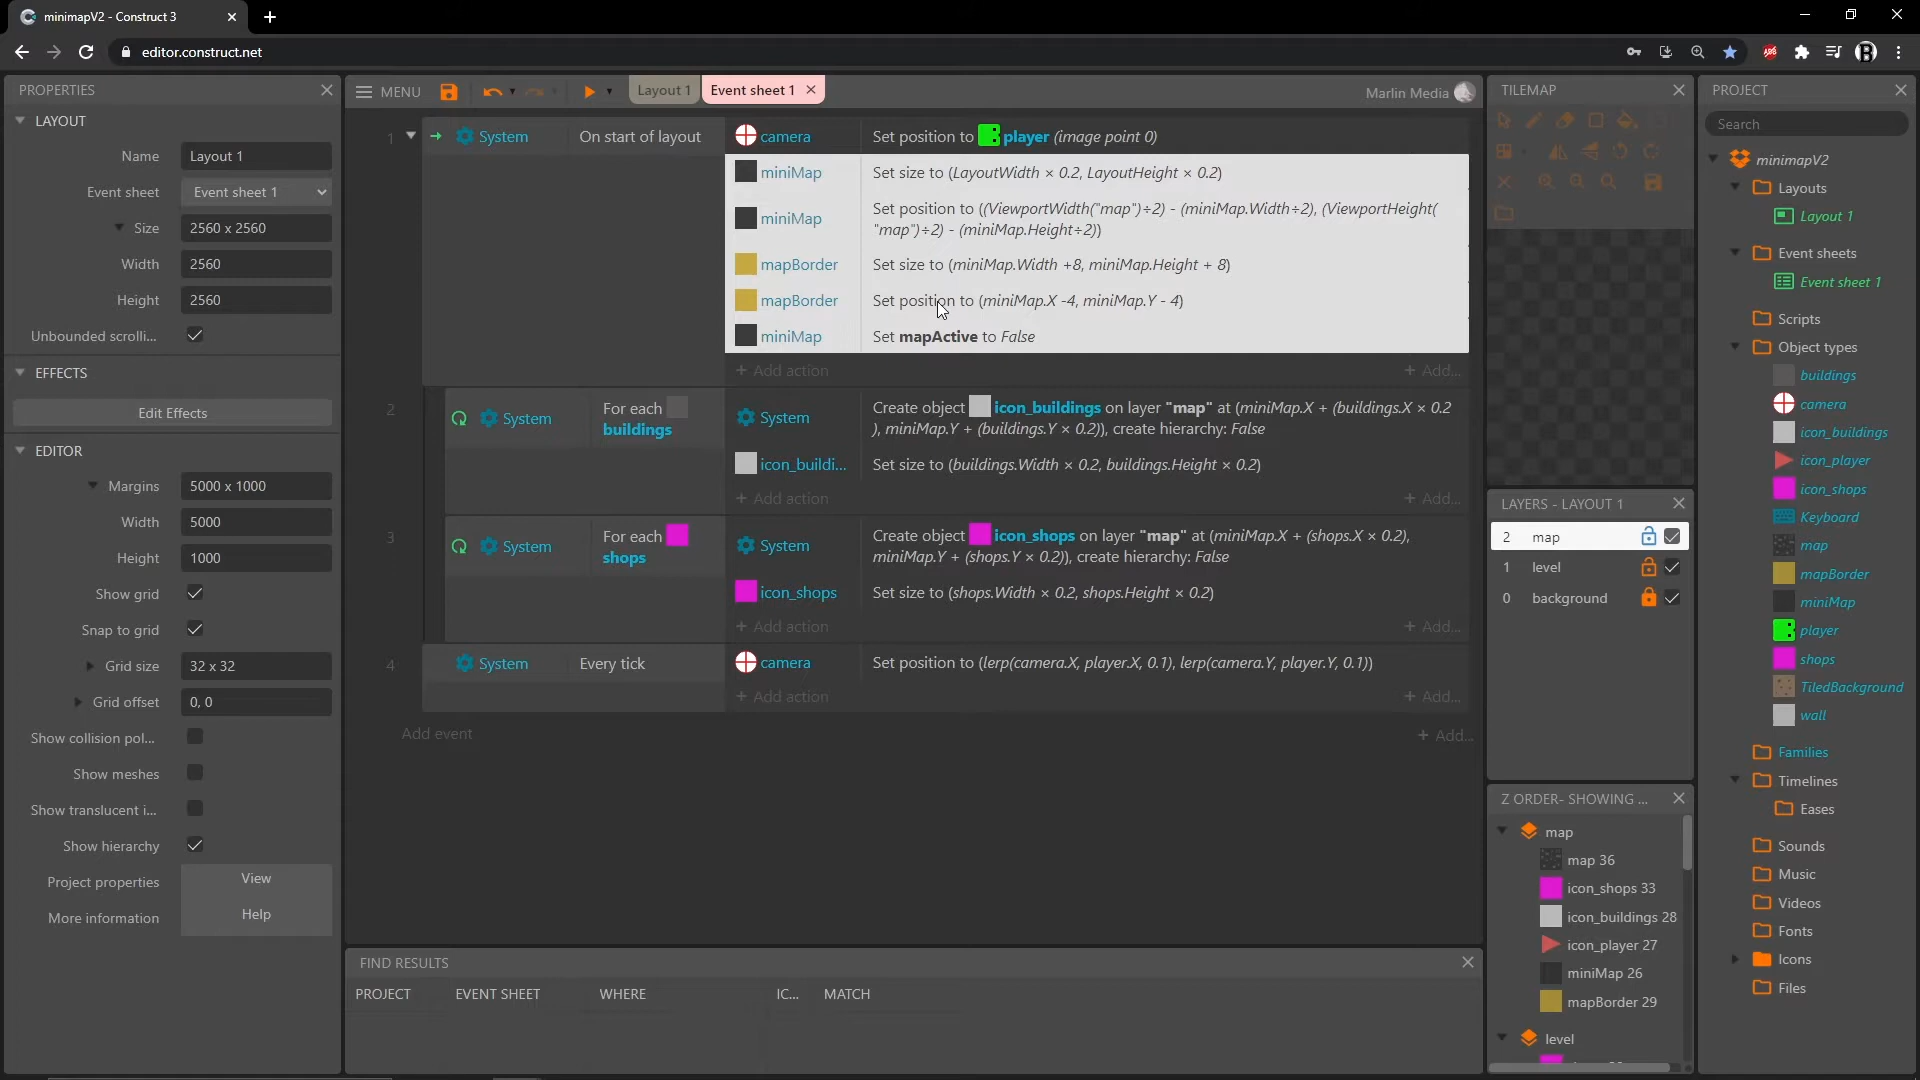 minimapV2 - Construct 3
editor.construct.net
PROPERTIES
LAYOUT
Name Layout 1
Event sheet Event sheet 1
Size 2560 x 2560
Width 2560
Height 2560
Unbounded scrolli...
EFFECTS
Edit Effects
EDITOR
Margins 5000 x 1000
Width 5000
Height 1000
Show grid
Snap to grid
Grid size 32 x 32
Grid offset 0, 0
Show collision pol...
Show meshes
Show translucent i...
Show hierarchy
Project properties View
More information Help
MENU
Layout 1
Event sheet 1
Marlin Media
1 System On start of layout
camera Set position to player (image point 0)
miniMap Set size to (LayoutWidth × 0.2, LayoutHeight × 0.2)
miniMap Set position to ((ViewportWidth("map")÷2) - (miniMap.Width÷2), (ViewportHeight(
"map")÷2) - (miniMap.Height÷2))
mapBorder Set size to (miniMap.Width +8, miniMap.Height + 8)
mapBorder Set position to (miniMap.X -4, miniMap.Y - 4)
miniMap Set mapActive to False
+ Add action + Add...
2 System For each
buildings
System Create object icon_buildings on layer "map" at (miniMap.X + (buildings.X × 0.2
), miniMap.Y + (buildings.Y × 0.2)), create hierarchy: False
icon_buildi... Set size to (buildings.Width × 0.2, buildings.Height × 0.2)
+ Add action + Add...
3 System For each
shops
System Create object icon_shops on layer "map" at (miniMap.X + (shops.X × 0.2),
miniMap.Y + (shops.Y × 0.2)), create hierarchy: False
icon_shops Set size to (shops.Width × 0.2, shops.Height × 0.2)
+ Add action + Add...
4 System Every tick
camera Set position to (lerp(camera.X, player.X, 0.1), lerp(camera.Y, player.Y, 0.1))
+ Add action + Add...
Add event + Add...
FIND RESULTS
PROJECT EVENT SHEET WHERE IC... MATCH
TILEMAP
LAYERS - LAYOUT 1
2 map
1 level
0 background
Z ORDER- SHOWING ...
map
map 36
icon_shops 33
icon_buildings 28
icon_player 27
miniMap 26
mapBorder 29
level
PROJECT
Search
minimapV2
Layouts
Layout 1
Event sheets
Event sheet 1
Scripts
Object types
buildings
camera
icon_buildings
icon_player
icon_shops
Keyboard
map
mapBorder
miniMap
player
shops
TiledBackground
wall
Families
Timelines
Eases
Sounds
Music
Videos
Fonts
Icons
Files